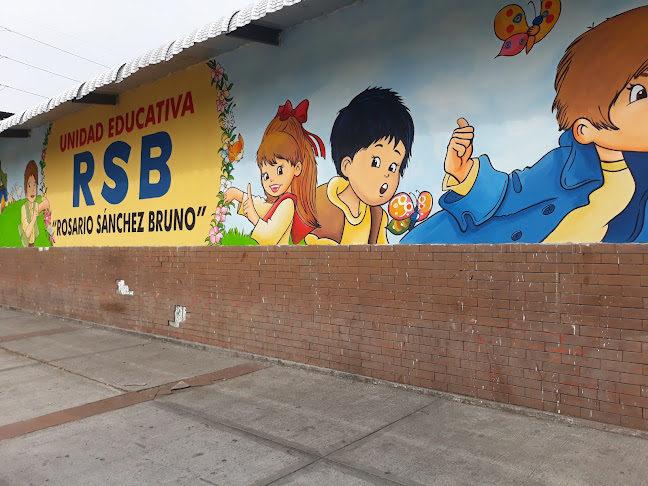 UNIDAD EDUCATIVA
RSB
"ROSARIO SÁNCHEZ BRUNO"